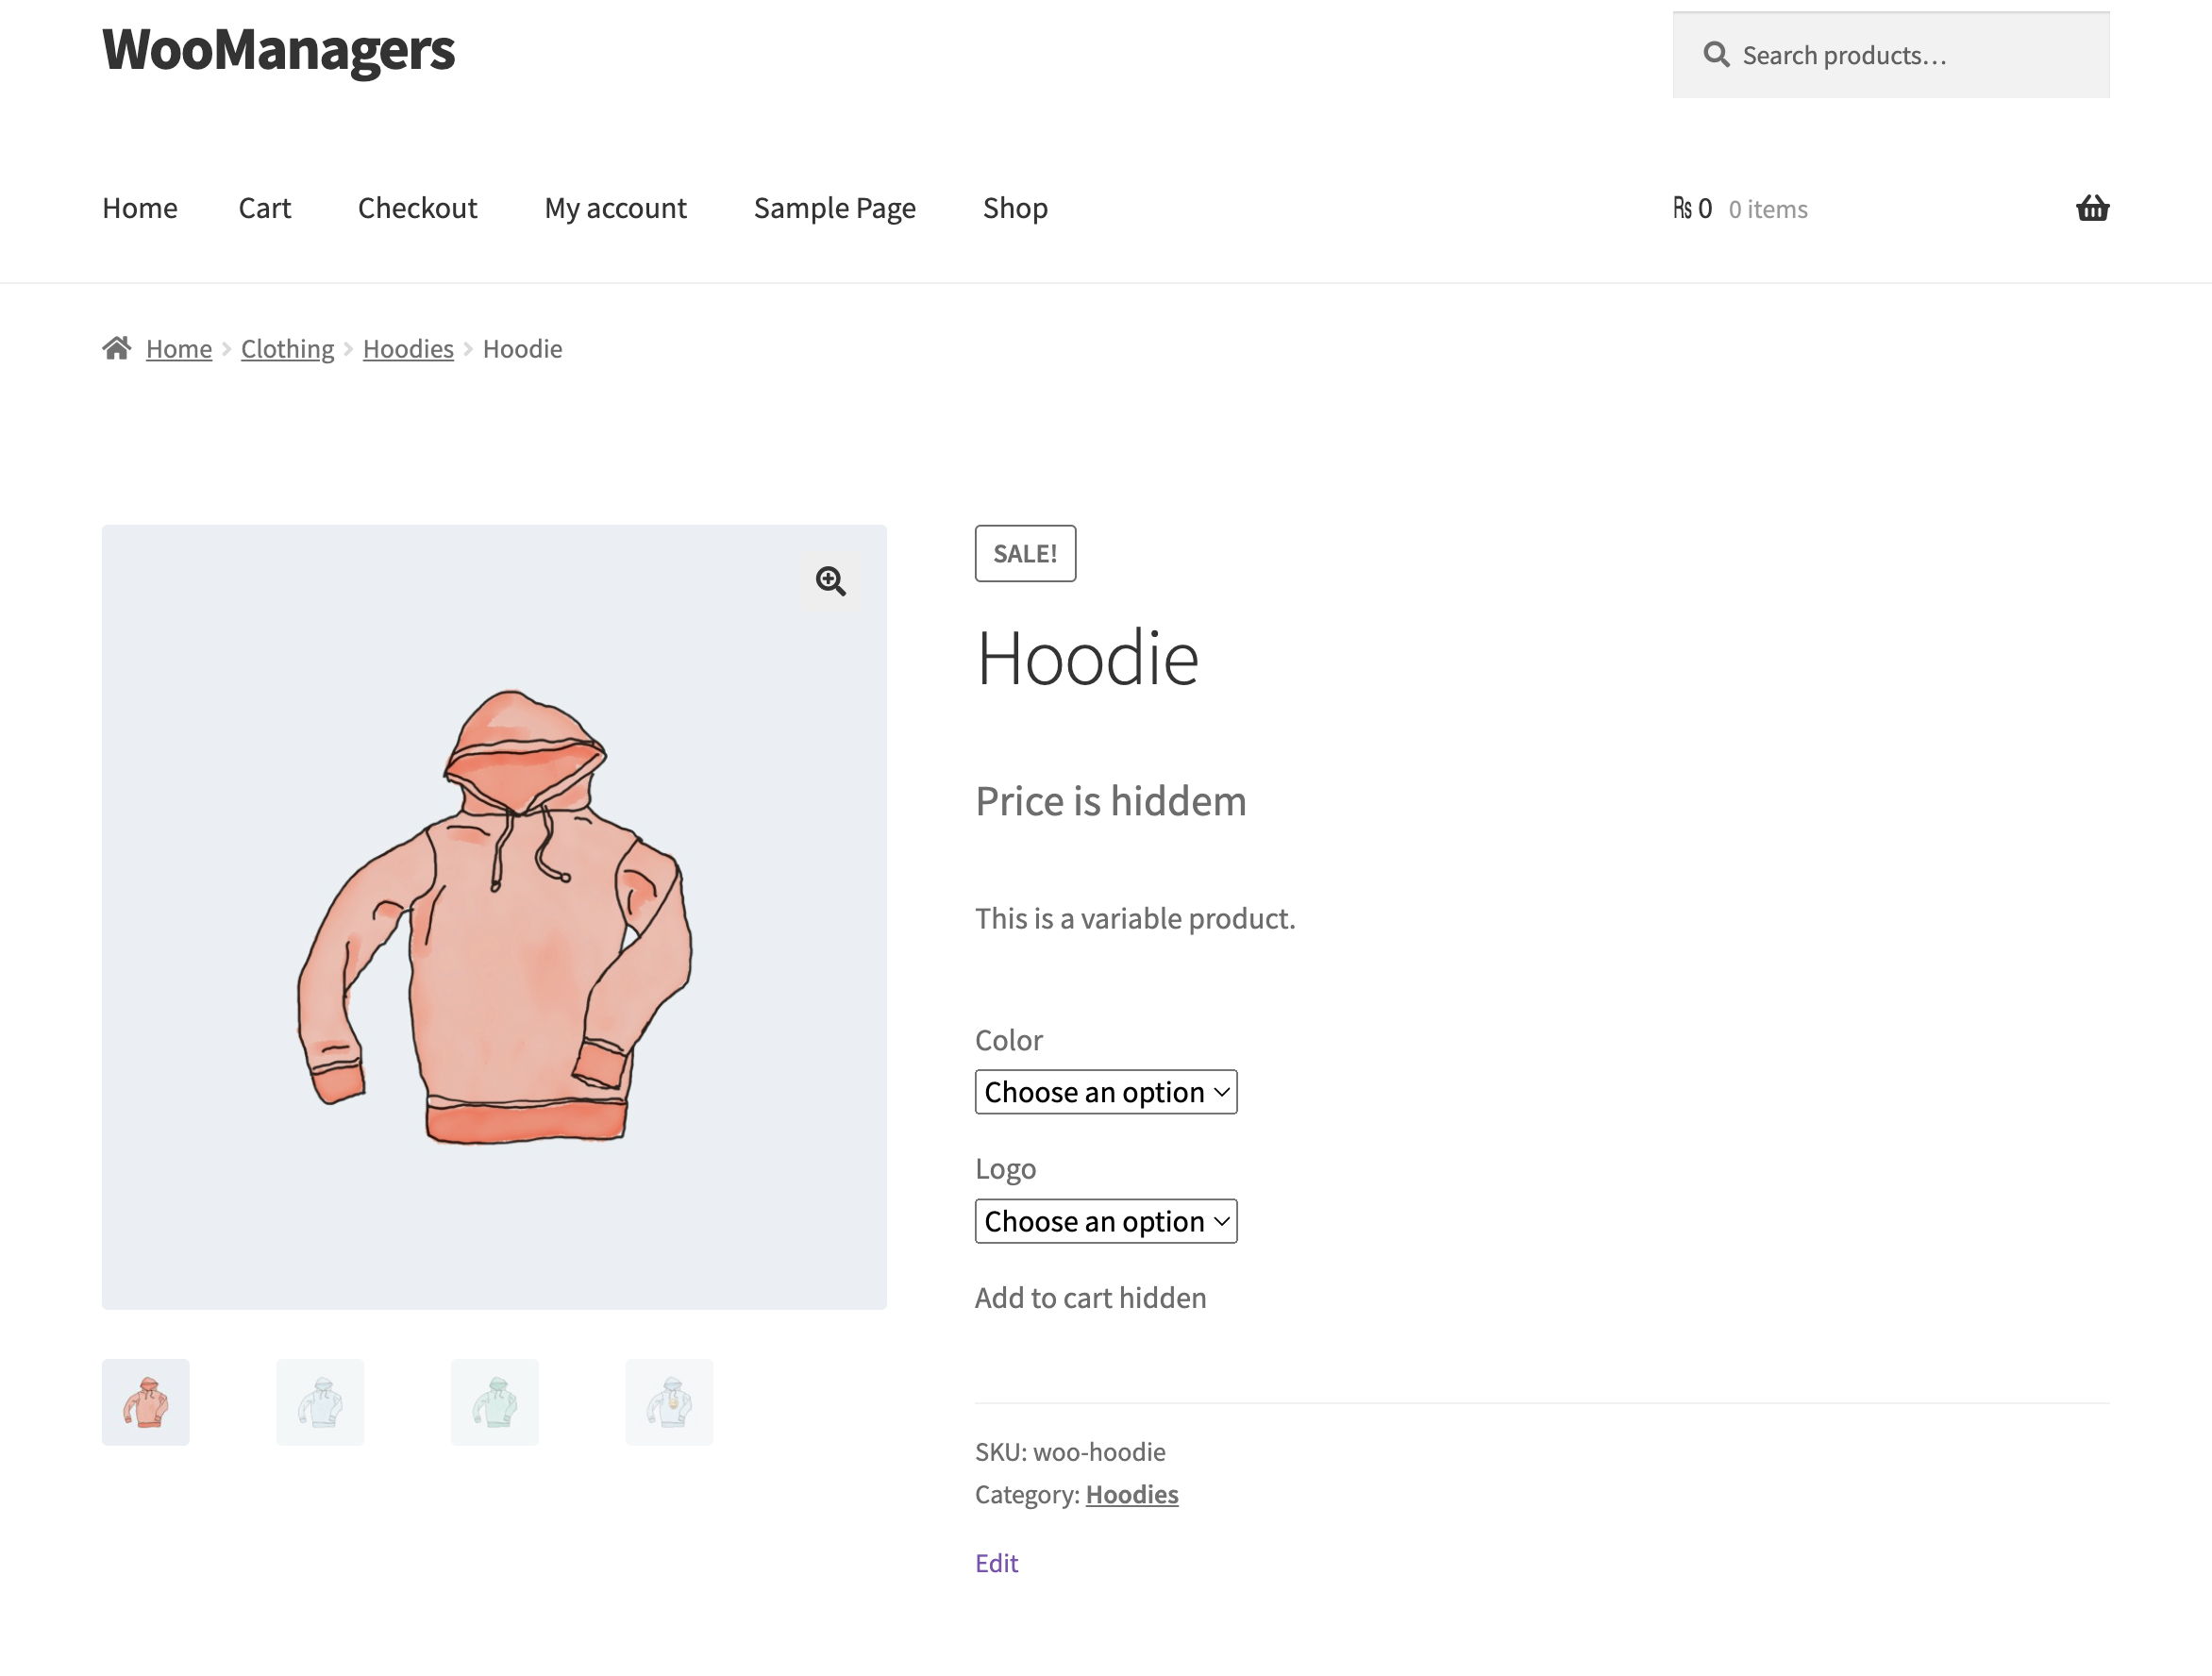 WooManagers
Search products…
Home Cart Checkout My account Sample Page Shop
₨ 0 0 items
Home Clothing Hoodies Hoodie
SALE!
Hoodie
Price is hiddem
This is a variable product.
Color
Choose an option
Logo
Choose an option
Add to cart hidden
SKU: woo-hoodie
Category: Hoodies
Edit